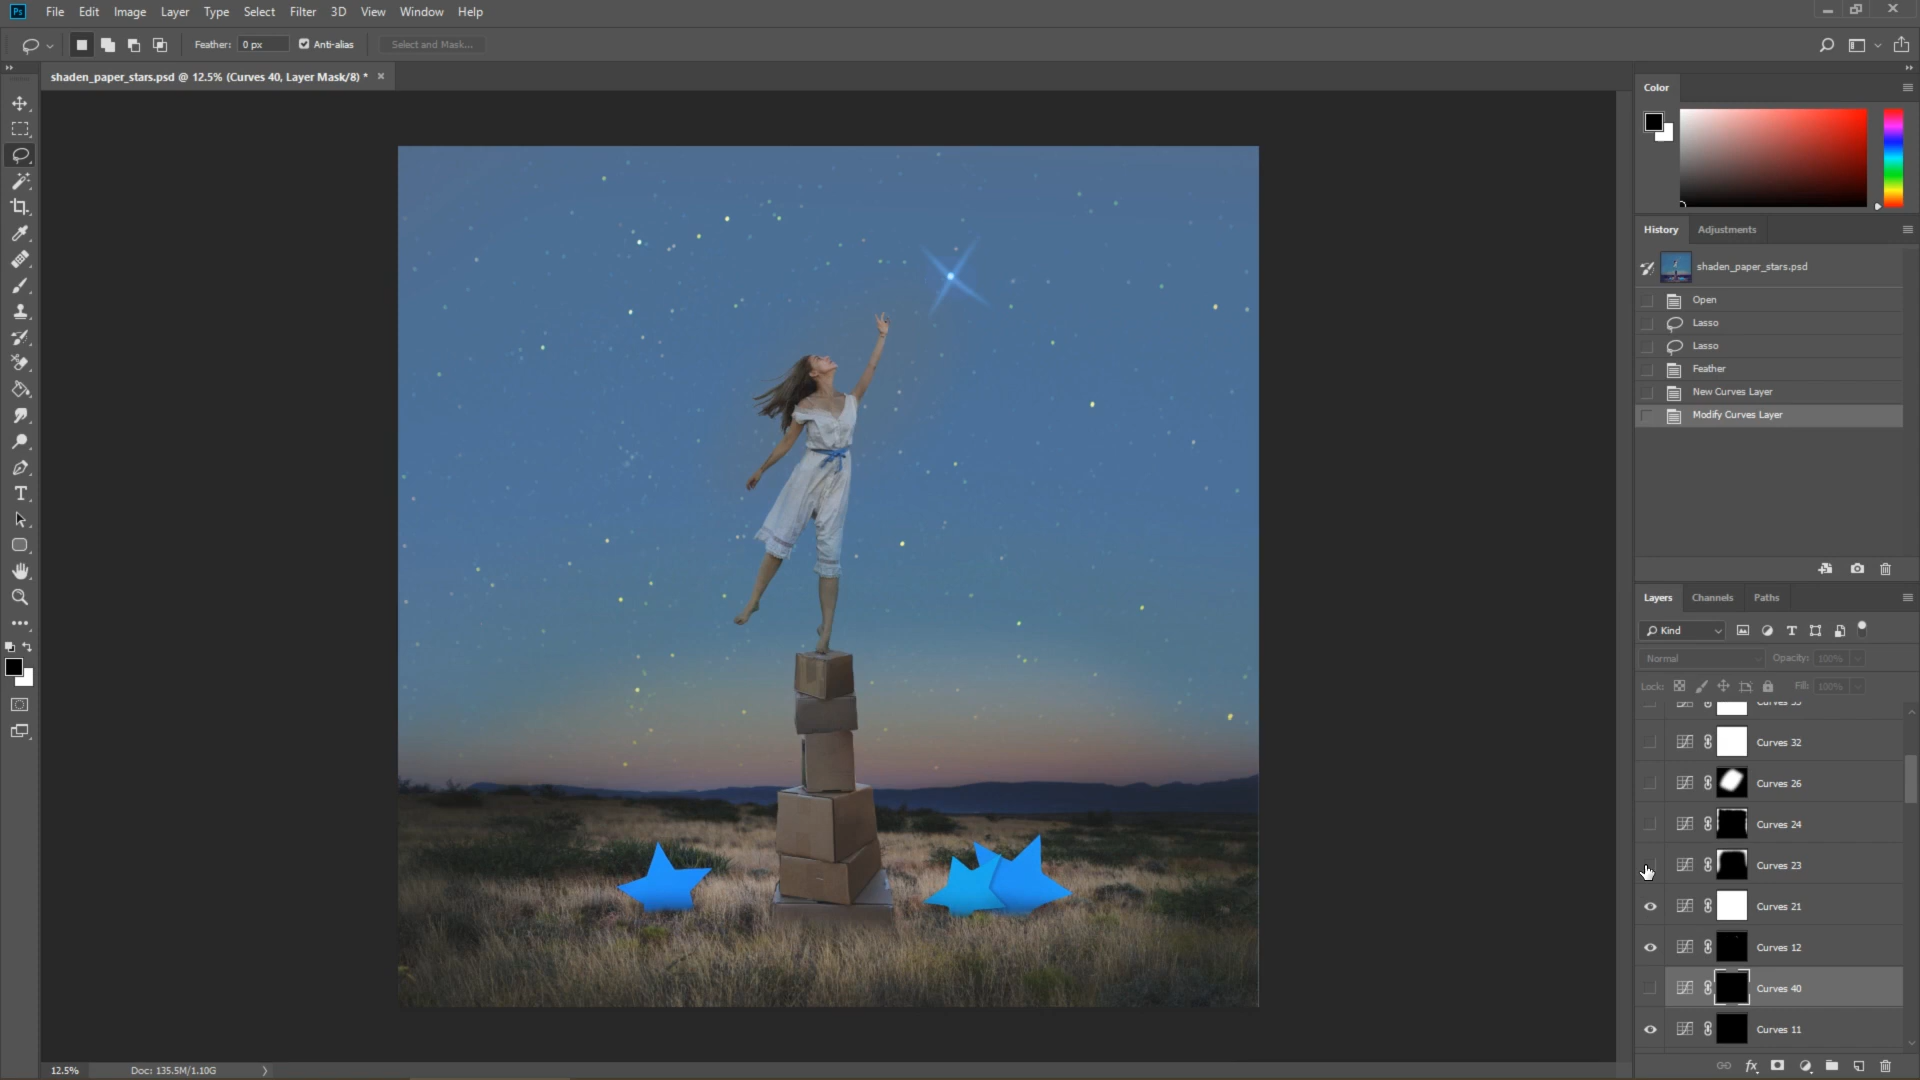 Ps File Edit Image Layer Type Select Filter 3D View Window Help
Feather: 0 px Anti-alias Select and Mask...
shaden_paper_stars.psd @ 12.5% (Curves 40, Layer Mask/8) *
Color
History Adjustments
shaden_paper_stars.psd
Open
Lasso
Lasso
Feather
New Curves Layer
Modify Curves Layer
Layers Channels Paths
Kind
Normal Opacity: 100%
Lock: Fill: 100%
Curves 32
Curves 26
Curves 24
Curves 23
Curves 21
Curves 12
Curves 40
Curves 11
12.5% Doc: 135.5M/1.10G